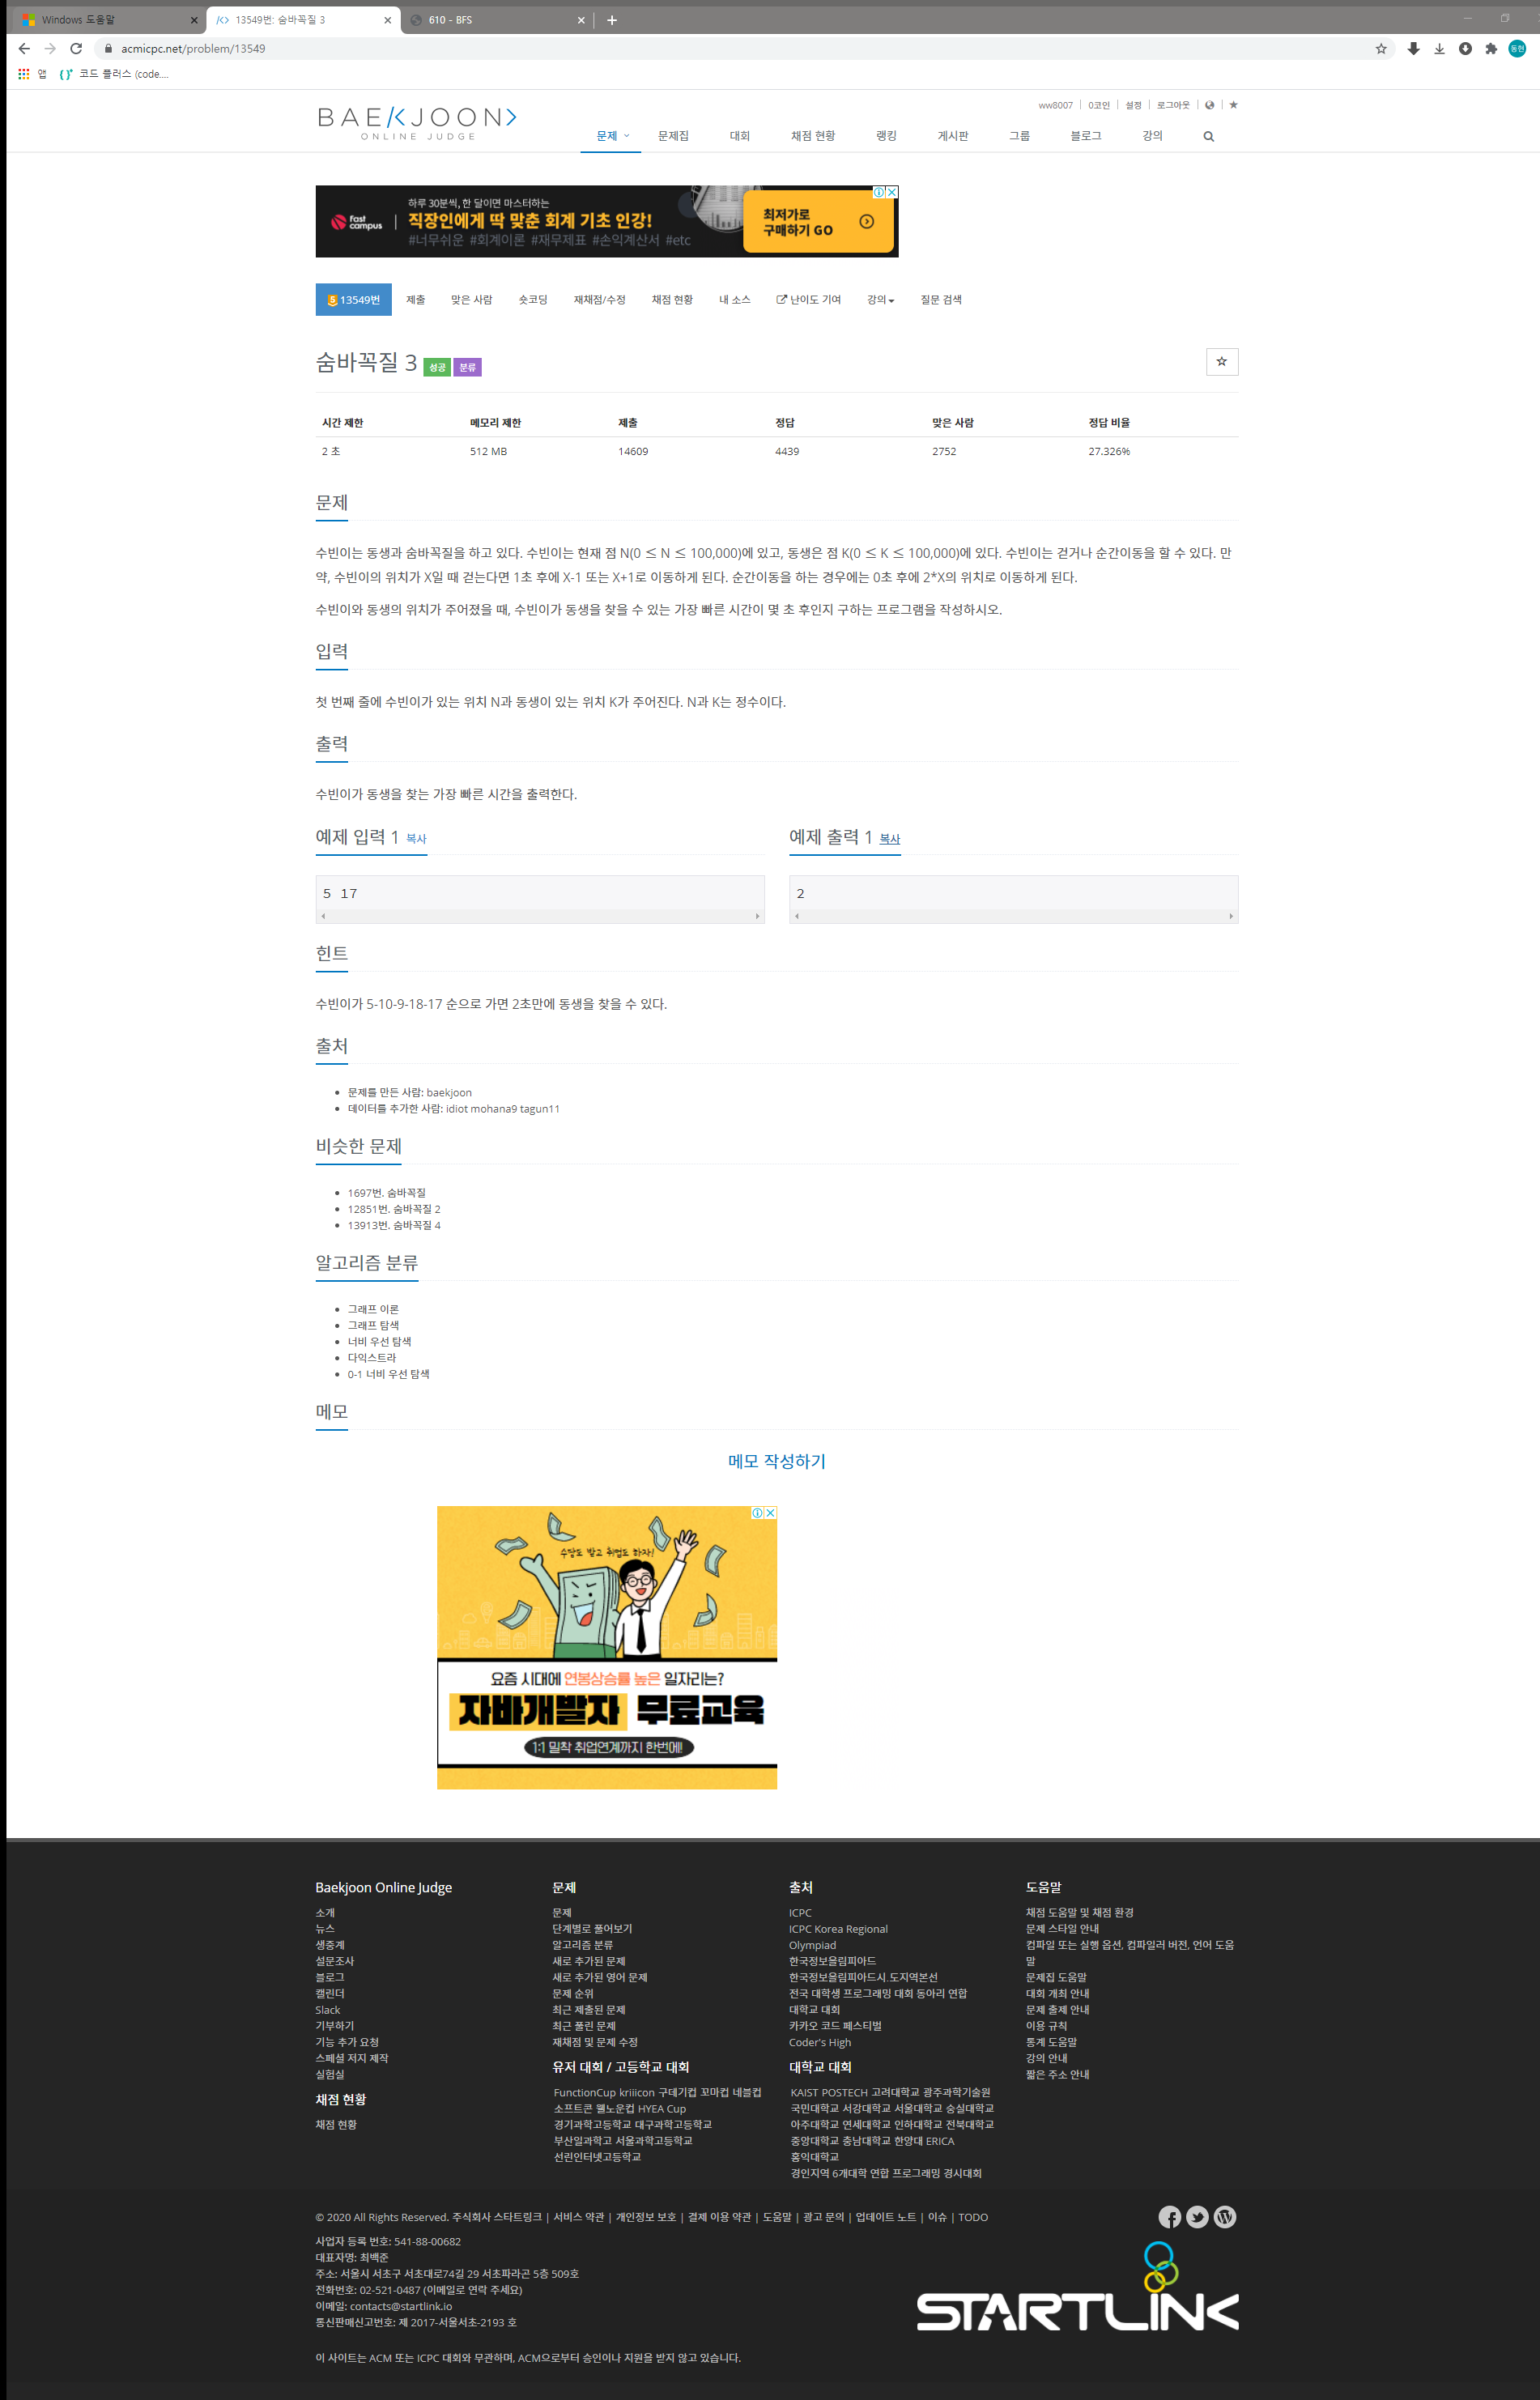 Windows 도움말
13549번: 숨바꼭질 3
610 - BFS
acmicpc.net/problem/13549
동현
앱
코드 플러스 (code....
ww8007 | 0코인 | 설정 | 로그아웃
BAEKJOON>
ONLINE JUDGE
문제 문제집 대회 채점 현황 랭킹 게시판 그룹 블로그 강의
fast campus
하루 30분씩, 한 달이면 마스터하는
직장인에게 딱 맞춘 회계 기초 인강!
#너무쉬운 #회계이론 #재무제표 #손익계산서 #etc
최저가로
구매하기 GO
5 13549번 제출 맞은 사람 숏코딩 재채점/수정 채점 현황 내 소스 난이도 기여 강의 질문 검색
숨바꼭질 3 성공 분류
시간 제한 메모리 제한 제출 정답 맞은 사람 정답 비율
2 초 512 MB 14609 4439 2752 27.326%
문제
수빈이는 동생과 숨바꼭질을 하고 있다. 수빈이는 현재 점 N(0 ≤ N ≤ 100,000)에 있고, 동생은 점 K(0 ≤ K ≤ 100,000)에 있다. 수빈이는 걷거나 순간이동을 할 수 있다. 만
약, 수빈이의 위치가 X일 때 걷는다면 1초 후에 X-1 또는 X+1로 이동하게 된다. 순간이동을 하는 경우에는 0초 후에 2*X의 위치로 이동하게 된다.
수빈이와 동생의 위치가 주어졌을 때, 수빈이가 동생을 찾을 수 있는 가장 빠른 시간이 몇 초 후인지 구하는 프로그램을 작성하시오.
입력
첫 번째 줄에 수빈이가 있는 위치 N과 동생이 있는 위치 K가 주어진다. N과 K는 정수이다.
출력
수빈이가 동생을 찾는 가장 빠른 시간을 출력한다.
예제 입력 1 복사
5 17
예제 출력 1 복사
2
힌트
수빈이가 5-10-9-18-17 순으로 가면 2초만에 동생을 찾을 수 있다.
출처
문제를 만든 사람: baekjoon
데이터를 추가한 사람: idiot mohana9 tagun11
비슷한 문제
1697번. 숨바꼭질
12851번. 숨바꼭질 2
13913번. 숨바꼭질 4
알고리즘 분류
그래프 이론
그래프 탐색
너비 우선 탐색
다익스트라
0-1 너비 우선 탐색
메모
메모 작성하기
수당도 받고 취업도 하자!
요즘 시대에 연봉상승률 높은 일자리는?
자바개발자 무료교육
1:1 밀착 취업연계까지 한번에!
Baekjoon Online Judge
소개
뉴스
생중계
설문조사
블로그
캘린더
Slack
기부하기
기능 추가 요청
스페셜 저지 제작
실험실
채점 현황
채점 현황
문제
문제
단계별로 풀어보기
알고리즘 분류
새로 추가된 문제
새로 추가된 영어 문제
문제 순위
최근 제출된 문제
최근 풀린 문제
재채점 및 문제 수정
유저 대회 / 고등학교 대회
FunctionCup kriiicon 구데기컵 꼬마컵 네블컵
소프트콘 웰노운컵 HYEA Cup
경기과학고등학교 대구과학고등학교
부산일과학고 서울과학고등학교
선린인터넷고등학교
출처
ICPC
ICPC Korea Regional
Olympiad
한국정보올림피아드
한국정보올림피아드시.도지역본선
전국 대학생 프로그래밍 대회 동아리 연합
대학교 대회
카카오 코드 페스티벌
Coder's High
대학교 대회
KAIST POSTECH 고려대학교 광주과학기술원
국민대학교 서강대학교 서울대학교 숭실대학교
아주대학교 연세대학교 인하대학교 전북대학교
중앙대학교 충남대학교 한양대 ERICA
홍익대학교
경인지역 6개대학 연합 프로그래밍 경시대회
도움말
채점 도움말 및 채점 환경
문제 스타일 안내
컴파일 또는 실행 옵션, 컴파일러 버전, 언어 도움
말
문제집 도움말
대회 개최 안내
문제 출제 안내
이용 규칙
통계 도움말
강의 안내
짧은 주소 안내
© 2020 All Rights Reserved. 주식회사 스타트링크 | 서비스 약관 | 개인정보 보호 | 결제 이용 약관 | 도움말 | 광고 문의 | 업데이트 노트 | 이슈 | TODO
사업자 등록 번호: 541-88-00682
대표자명: 최백준
주소: 서울시 서초구 서초대로74길 29 서초파라곤 5층 509호
전화번호: 02-521-0487 (이메일로 연락 주세요)
이메일: contacts@startlink.io
통신판매신고번호: 제 2017-서울서초-2193 호
STARTLINK
이 사이트는 ACM 또는 ICPC 대회와 무관하며, ACM으로부터 승인이나 지원을 받지 않고 있습니다.